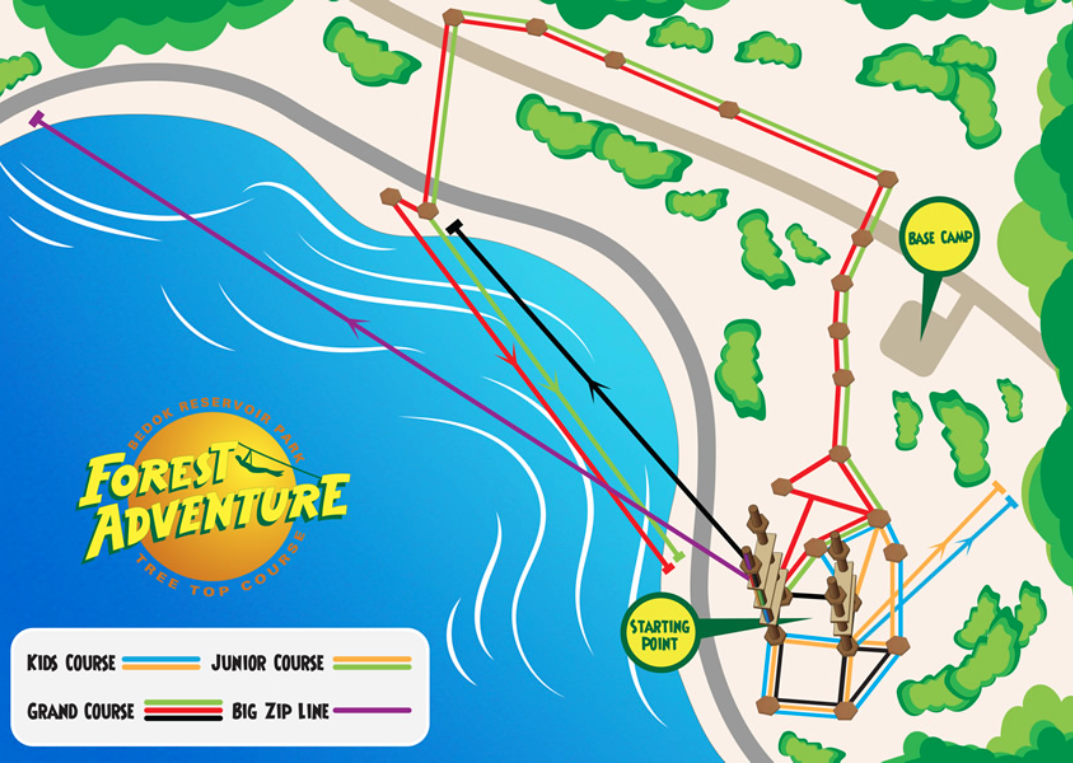 BASE CAMP
BEDOK RESERVOIR PARK
FOREST
ADVENTURE
TREE TOP COURSE
STARTING
POINT
KIDS COURSE
JUNIOR COURSE
GRAND COURSE
BIG ZIP LINE